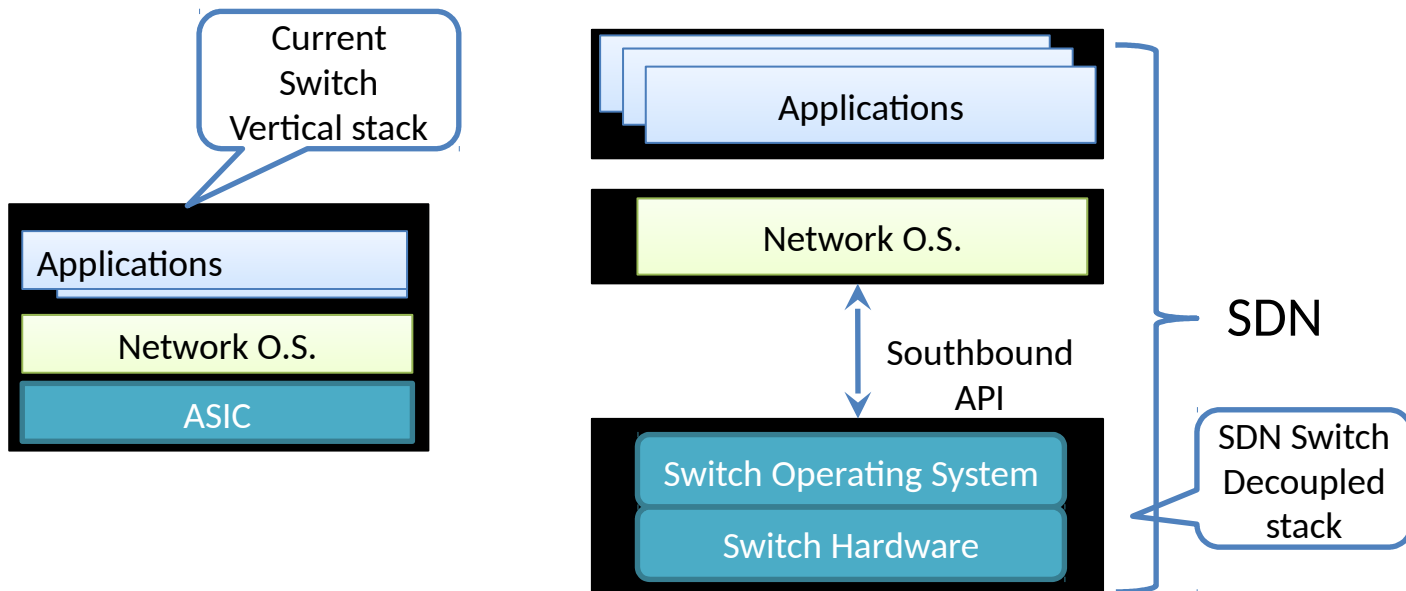 Current
Switch
Vertical stack
Applications
Network O.S.
ASIC
Applications
Network O.S.
Southbound
API
Switch Operating System
Switch Hardware
SDN
SDN Switch
Decoupled
stack